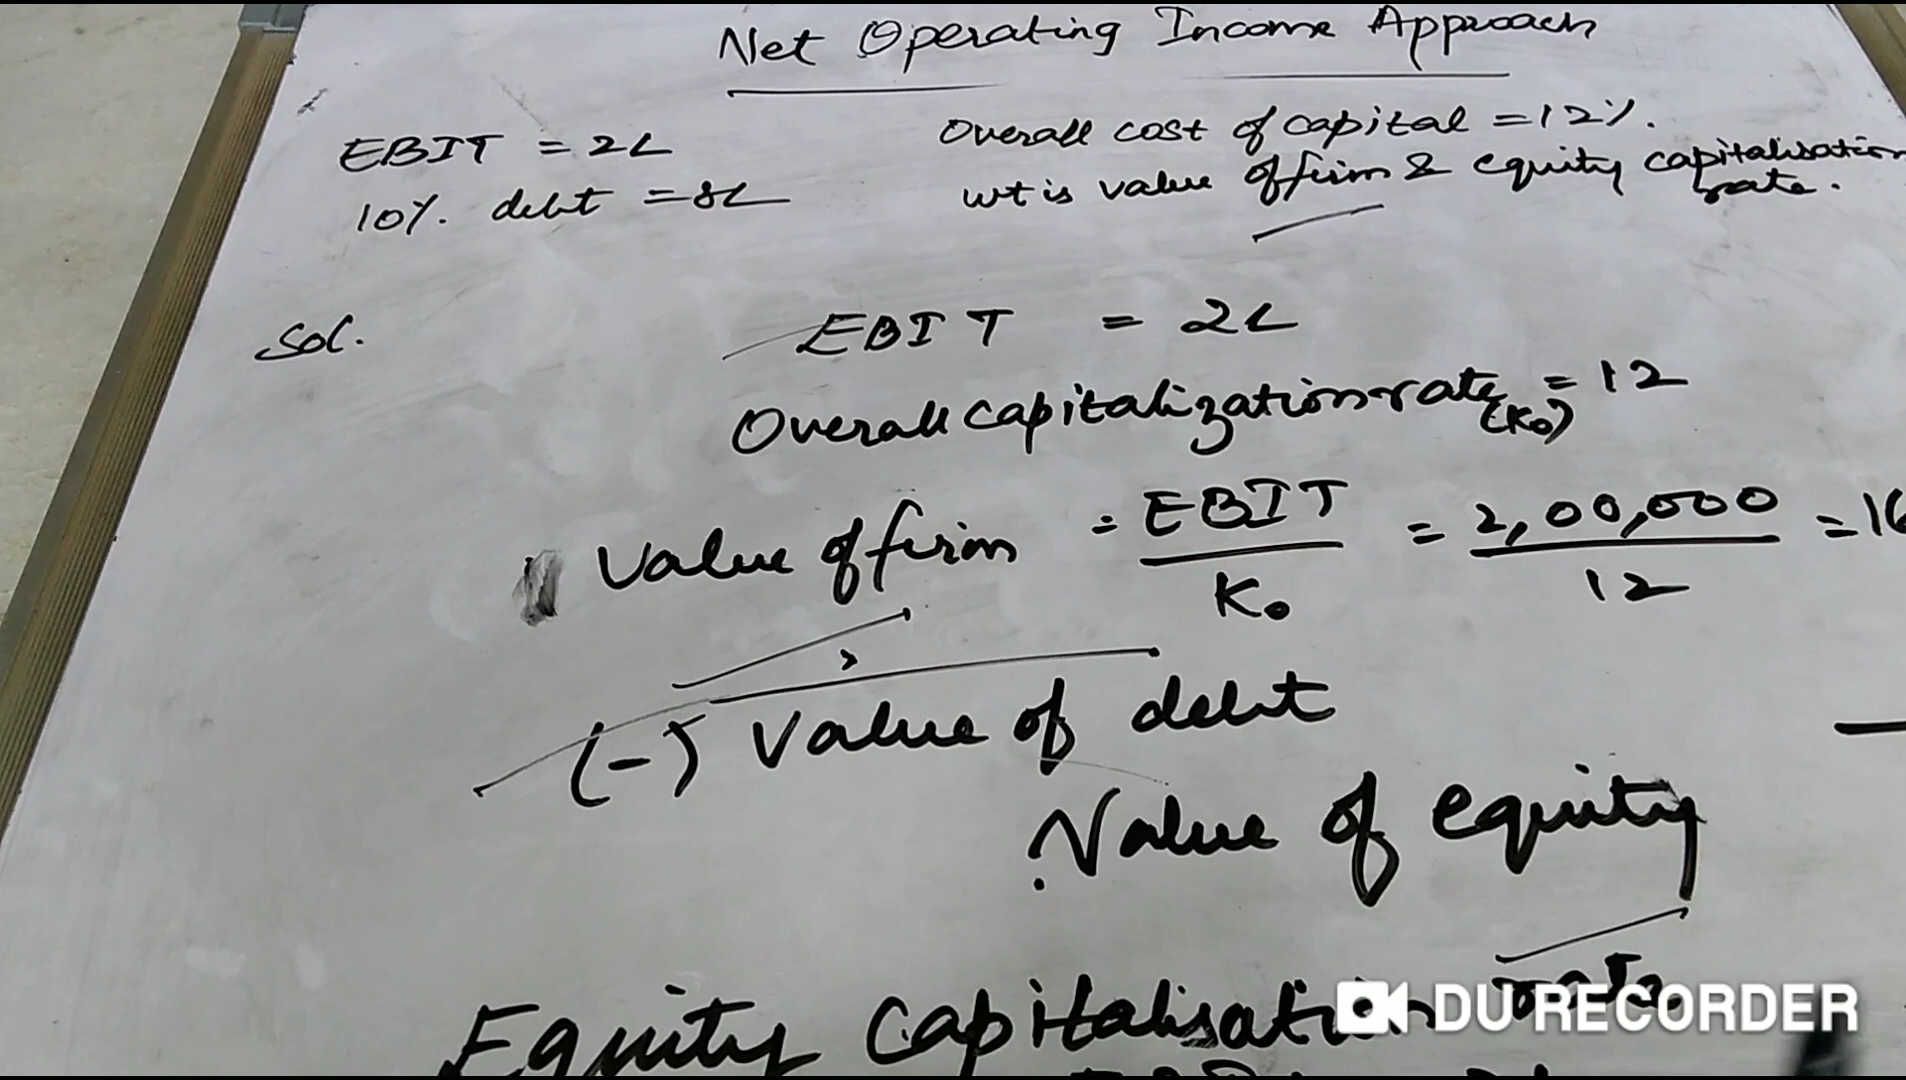 Net Operating Income Approach
EBIT = 2L
10%. debt = 8L
Overall cost of capital = 12%.
wt is value of firm & equity capitalisation
rate.
Sol.
EBIT = 2L
Overall capitalization rate (Ko) = 12
Value of firm = EBIT / Ko = 2,00,000 / 12 = 16
(-) Value of debt
Value of equity
Equity Capitalisation rate
DU RECORDER